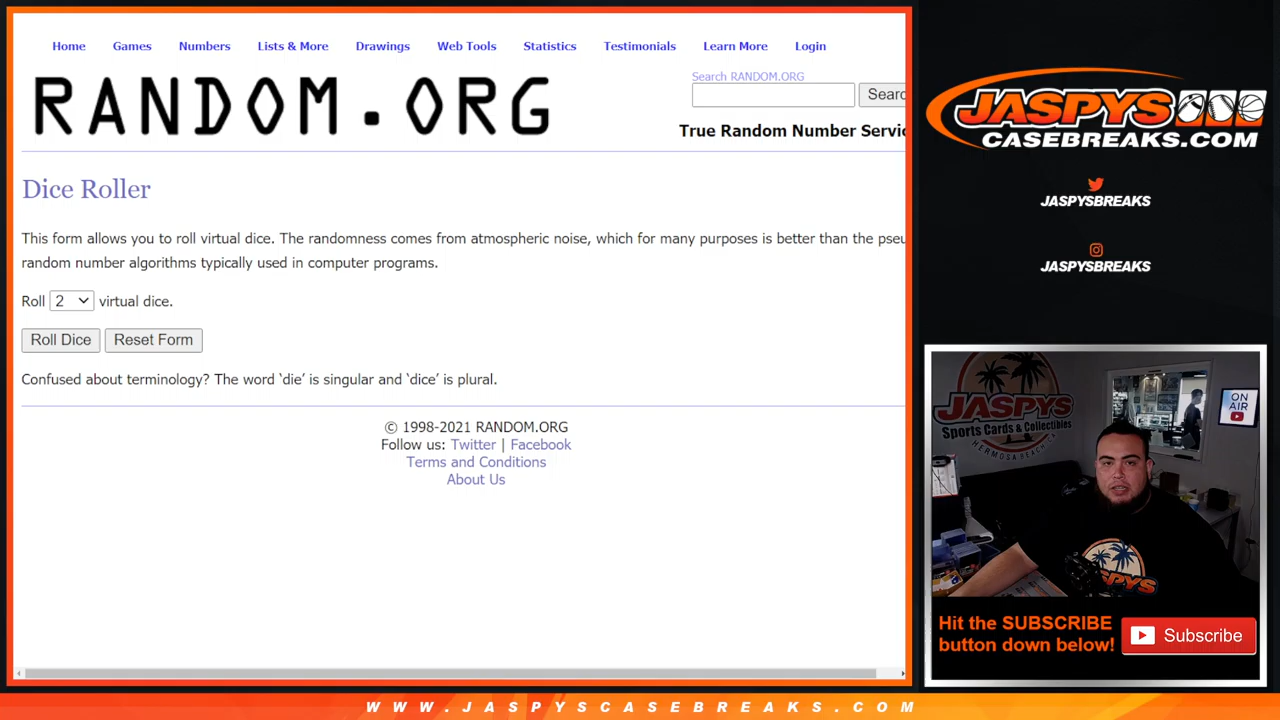 Home Games Numbers Lists & More Drawings Web Tools Statistics Testimonials Learn More Login
RANDOM.ORG
Search RANDOM.ORG
Searc
True Random Number Servic
Dice Roller
This form allows you to roll virtual dice. The randomness comes from atmospheric noise, which for many purposes is better than the pseu
random number algorithms typically used in computer programs.
Roll 2 virtual dice.
Roll Dice Reset Form
Confused about terminology? The word ‘die’ is singular and ‘dice’ is plural.
© 1998-2021 RANDOM.ORG
Follow us: Twitter | Facebook
Terms and Conditions
About Us
JASPYS
CASEBREAKS.COM
JASPYSBREAKS
JASPYSBREAKS
JASPYS
Sports Cards & Collectibles
HERMOSA BEACH
ON
AIR
JASPYS
Hit the SUBSCRIBE
button down below!
Subscribe
WWW.JASPYSCASEBREAKS.COM